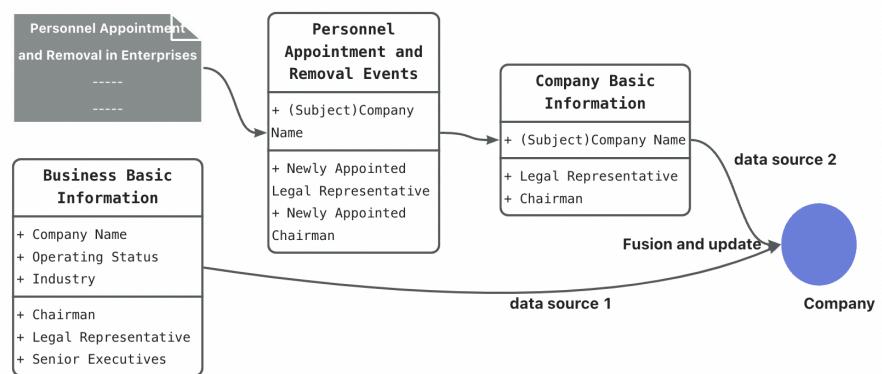 Personnel Appointment
and Removal in Enterprises
-----
-----
Personnel
Appointment and
Removal Events
+ (Subject)Company
Name
+ Newly Appointed
Legal Representative
+ Newly Appointed
Chairman
Company Basic
Information
+ (Subject)Company Name
+ Legal Representative
+ Chairman
data source 2
Business Basic
Information
+ Company Name
+ Operating Status
+ Industry
+ Chairman
+ Legal Representative
+ Senior Executives
Fusion and update
data source 1
Company